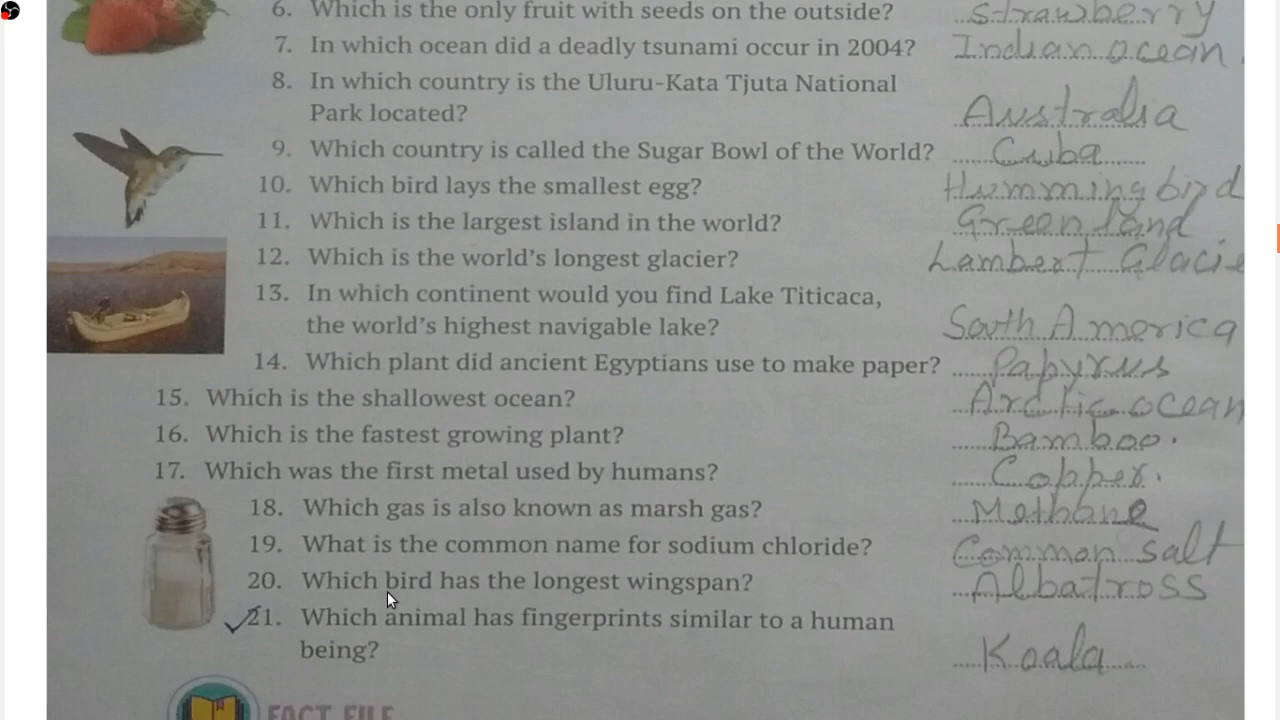 6. Which is the only fruit with seeds on the outside? Strawberry
7. In which ocean did a deadly tsunami occur in 2004? Indian ocean.
8. In which country is the Uluru-Kata Tjuta National
Park located? Australia
9. Which country is called the Sugar Bowl of the World? Cuba
10. Which bird lays the smallest egg? Humming bird
11. Which is the largest island in the world? Greenland
12. Which is the world's longest glacier? Lambert Glacie
13. In which continent would you find Lake Titicaca,
the world's highest navigable lake? South America
14. Which plant did ancient Egyptians use to make paper? Papyrus
15. Which is the shallowest ocean? Arctic ocean
16. Which is the fastest growing plant? Bamboo.
17. Which was the first metal used by humans? Copper.
18. Which gas is also known as marsh gas? Methane
19. What is the common name for sodium chloride? Common salt
20. Which bird has the longest wingspan? Albatross
21. Which animal has fingerprints similar to a human
being? Koala
FACT FILE